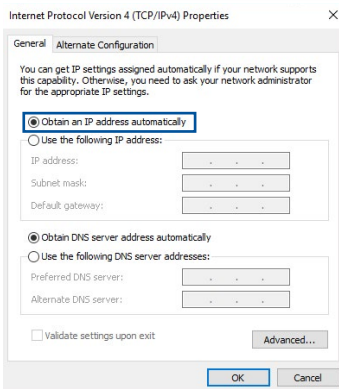 Internet Protocol Version 4 (TCP/IPv4) Properties
General Alternate Configuration
You can get IP settings assigned automatically if your network supports
this capability. Otherwise, you need to ask your network administrator
for the appropriate IP settings.
Obtain an IP address automatically
Use the following IP address:
IP address:
Subnet mask:
Default gateway:
Obtain DNS server address automatically
Use the following DNS server addresses:
Preferred DNS server:
Alternate DNS server:
Validate settings upon exit
Advanced...
OK Cancel